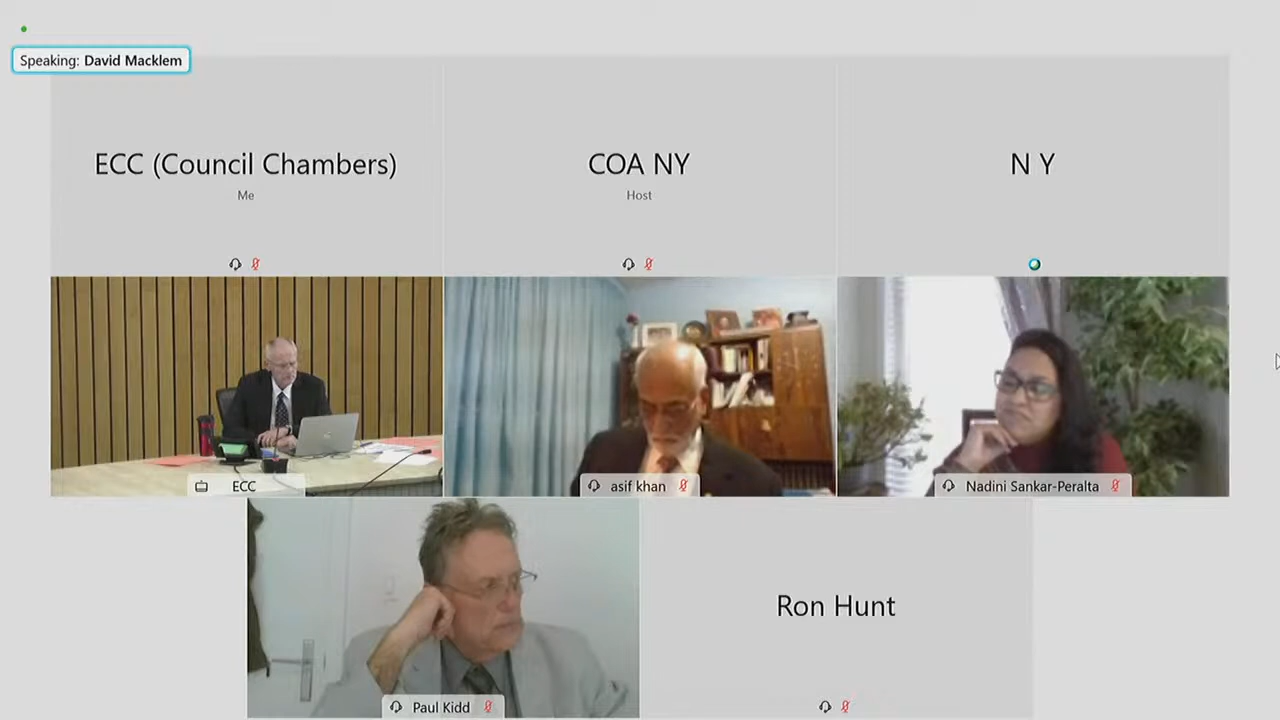 Speaking: David Macklem
ECC (Council Chambers)
Me
COA NY
Host
N Y
ECC
asif khan
Nadini Sankar-Peralta
Paul Kidd
Ron Hunt